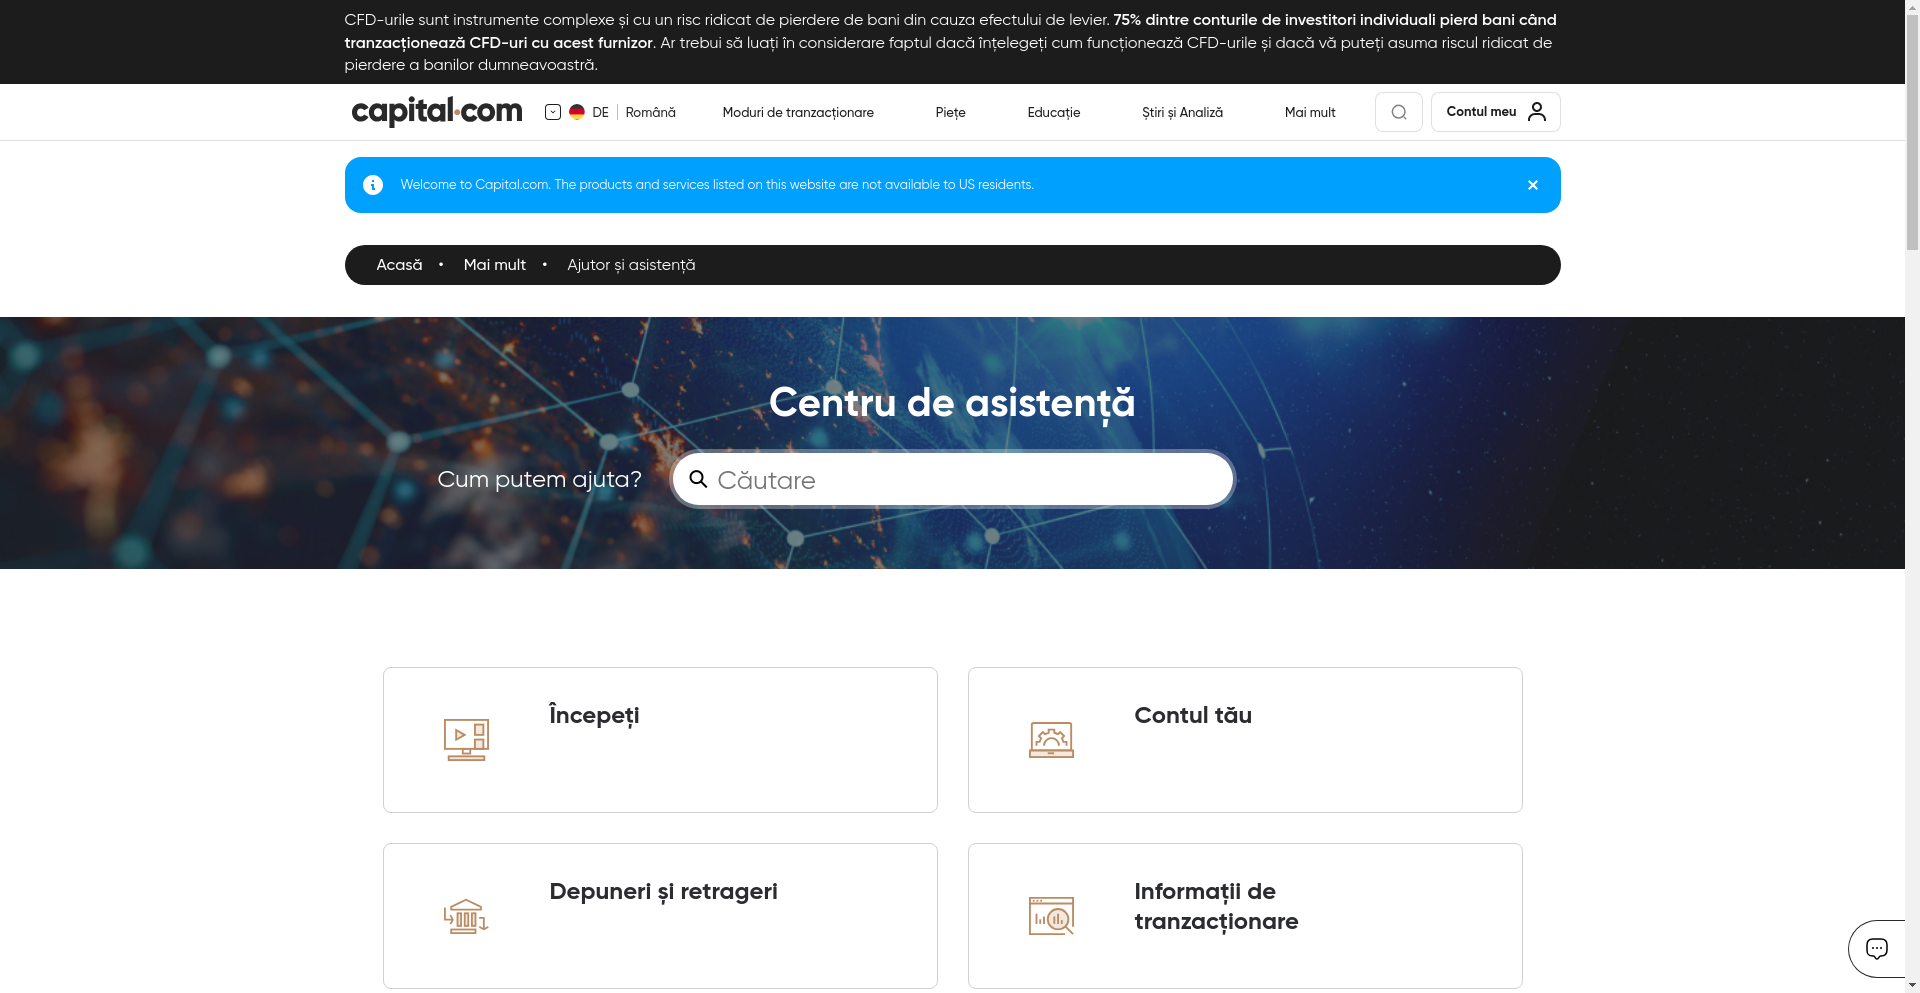 CFD-urile sunt instrumente complexe și cu un risc ridicat de pierdere de bani din cauza efectului de levier. 75% dintre conturile de investitori individuali pierd bani când
tranzacționează CFD-uri cu acest furnizor. Ar trebui să luați în considerare faptul dacă înțelegeți cum funcționează CFD-urile și dacă vă puteți asuma riscul ridicat de
pierdere a banilor dumneavoastră.
capital.com DE Română Moduri de tranzacționare Piețe Educație Știri și Analiză Mai mult Contul meu
Welcome to Capital.com. The products and services listed on this website are not available to US residents.
Acasă • Mai mult • Ajutor și asistență
Centru de asistență
Cum putem ajuta? Căutare
Începeți
Contul tău
Depuneri și retrageri
Informații de
tranzacționare